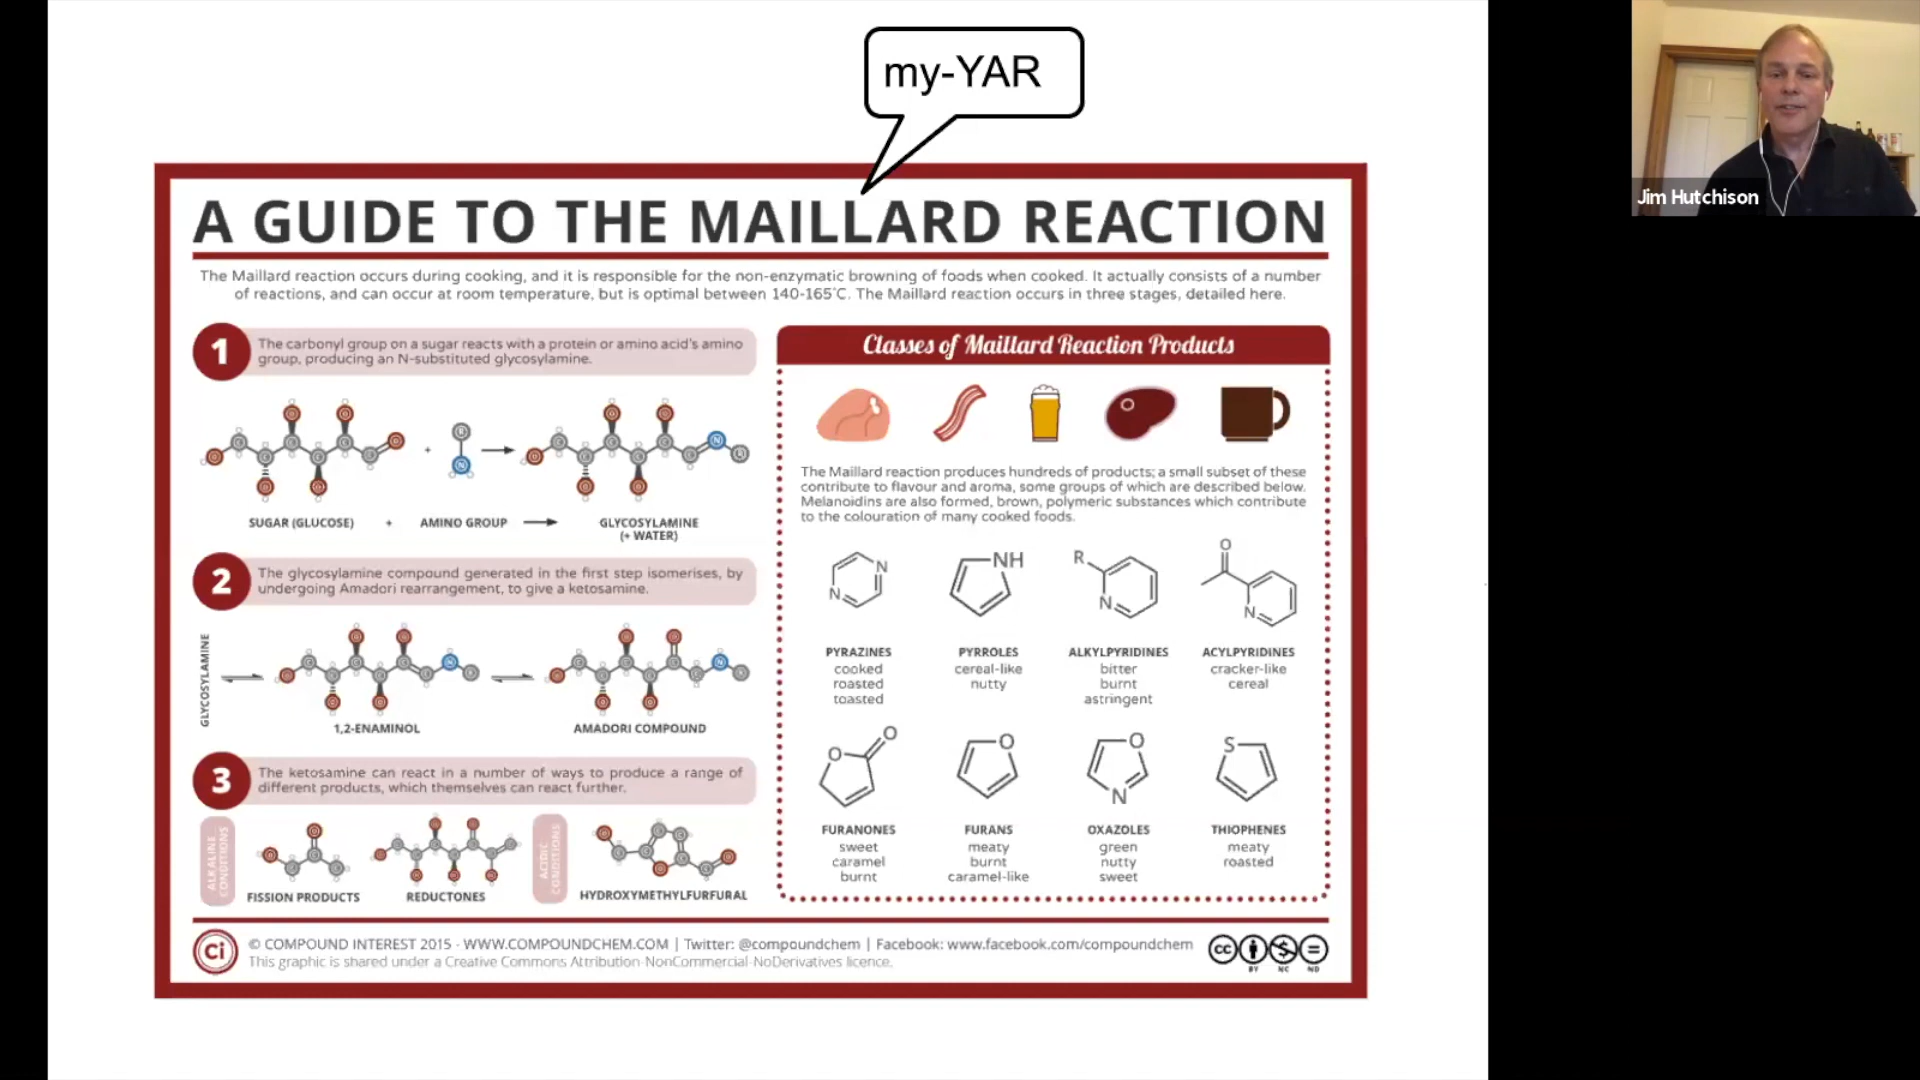 my-YAR
Jim Hutchison
A GUIDE TO THE MAILLARD REACTION
The Maillard reaction occurs during cooking, and it is responsible for the non-enzymatic browning of foods when cooked. It actually consists of a number
of reactions, and can occur at room temperature, but is optimal between 140-165°C. The Maillard reaction occurs in three stages, detailed here.
1
The carbonyl group on a sugar reacts with a protein or amino acid's amino
group, producing an N-substituted glycosylamine.
SUGAR (GLUCOSE) + AMINO GROUP GLYCOSYLAMINE
(+ WATER)
2
The glycosylamine compound generated in the first step isomerises, by
undergoing Amadori rearrangement, to give a ketosamine.
GLYCOSYLAMINE
1,2-ENAMINOL AMADORI COMPOUND
3
The ketosamine can react in a number of ways to produce a range of
different products, which themselves can react further.
ALKALINE
CONDITIONS
FISSION PRODUCTS REDUCTONES
ACIDIC
CONDITIONS
HYDROXYMETHYLFURFURAL
Classes of Maillard Reaction Products
The Maillard reaction produces hundreds of products; a small subset of these
contribute to flavour and aroma, some groups of which are described below.
Melanoidins are also formed, brown, polymeric substances which contribute
to the colouration of many cooked foods.
N N NH R N O N
PYRAZINES PYRROLES ALKYLPYRIDINES ACYLPYRIDINES
cooked cereal-like bitter cracker-like
roasted nutty burnt cereal
toasted astringent
O O O O N S
FURANONES FURANS OXAZOLES THIOPHENES
sweet meaty green meaty
caramel burnt nutty roasted
burnt caramel-like sweet
Ci
© COMPOUND INTEREST 2015 - WWW.COMPOUNDCHEM.COM | Twitter: @compoundchem | Facebook: www.facebook.com/compoundchem
This graphic is shared under a Creative Commons Attribution-NonCommercial-NoDerivatives licence.
CC
BY NC ND